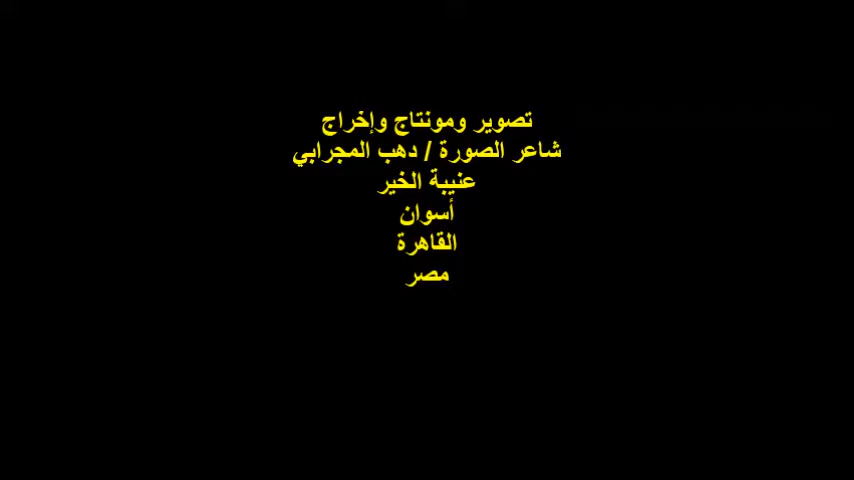 تصوير ومونتاج وإخراج
شاعر الصورة / دهب المجرابي
عنيبة الخير
أسوان
القاهرة
مصر